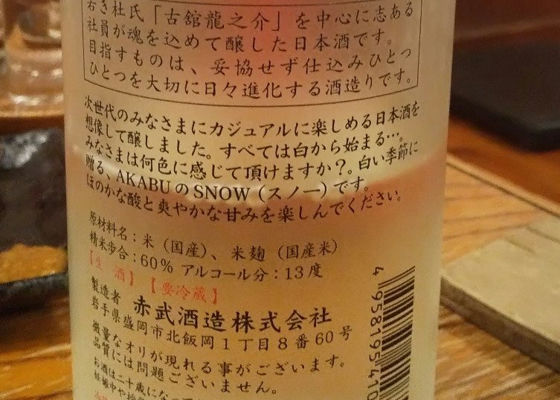 若き杜氏「古舘龍之介」を中心に志ある
社員が魂を込めて醸した日本酒です。
目指すものは、妥協せず仕込みひとつ
ひとつを大切に日々進化する酒造りです。
次世代のみなさまにカジュアルに楽しめる日本酒を
想像して醸しました。すべては白から始まる…。
みなさまは何色に感じて頂けますか？。白い季節に
贈る、AKABUのSNOW（スノー）です。
ほのかな酸と爽やかな甘みを楽しんでください。
原材料名：米（国産）、米麹（国産米）
精米歩合：60% アルコール分：13度
【生酒】【要冷蔵】
製造者 赤武酒造株式会社
岩手県盛岡市北飯岡1丁目8番60号
微量なオリが現れる事がございます。
品質には問題ございません。
お酒は二十歳になって
4 958195 410